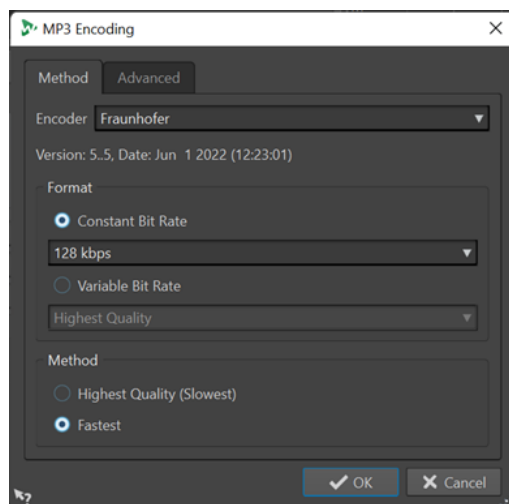 MP3 Encoding
Method Advanced
Encoder Fraunhofer
Version: 5..5, Date: Jun 1 2022 (12:23:01)
Format
Constant Bit Rate
128 kbps
Variable Bit Rate
Highest Quality
Method
Highest Quality (Slowest)
Fastest
? OK Cancel